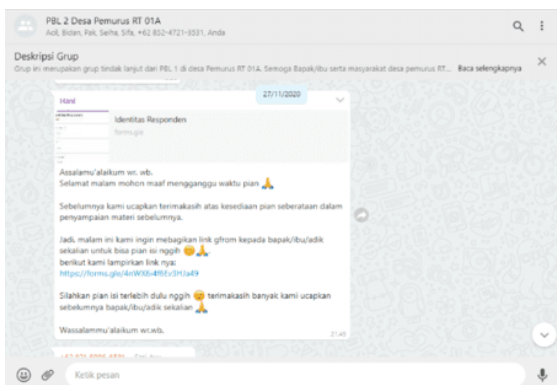 PBL 2 Desa Pemurus RT 01A
Acil, Bidan, Pak, Seiha, Sifa, +62 852-4721-3531, Anda
Deskripsi Grup
Grup ini merupakan grup tindak lanjut dari PBL 1 di desa Pemurus RT 01A. Semoga Bapak/Ibu serta masyarakat desa pemurus RT... Baca selengkapnya
27/11/2020
Hani
Identitas Responden
forms.gle
Assalamu'alaikum wr. wb.
Selamat malam mohon maaf mengganggu waktu pian 🙏
Sebelumnya kami ucapkan terimakasih atas kesediaan pian seberataan dalam
penyampaian materi sebelumnya.
Jadi, malam ini kami ingin mebagikan link gfrom kepada bapak/ibu/adik
sekalian untuk bisa pian isi nggih 😊🙏
berikut kami lampirkan link nya:
Silahkan pian isi terlebih dulu nggih 😊 terimakasih banyak kami ucapkan
sebelumnya bapak/ibu/adik sekalian 🙏
Wassalammu'alaikum wr.wb.
21.49
Ketik pesan